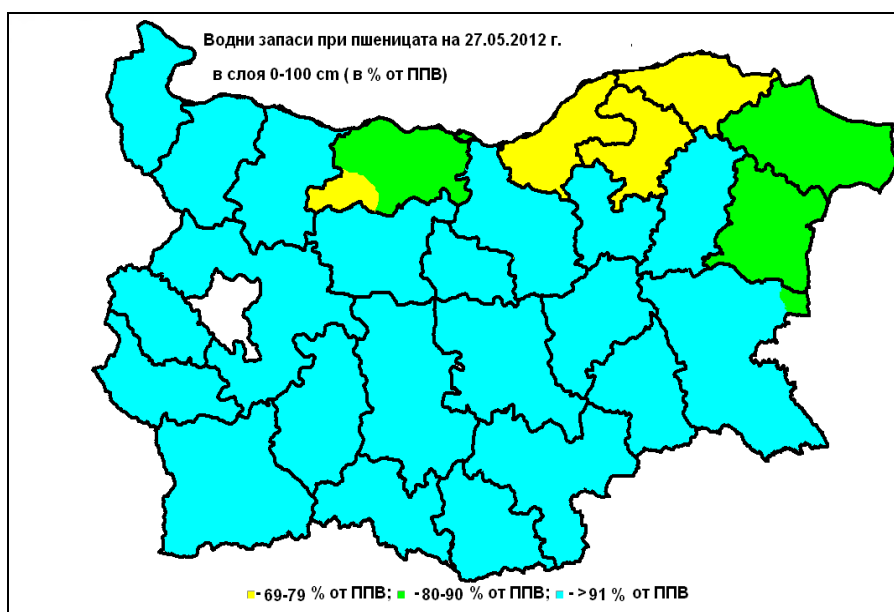 Водни запаси при пшеницата на 27.05.2012 г.
в слоя 0-100 cm ( в % от ППВ)
- 69-79 % от ППВ; - 80-90 % от ППВ; - >91 % от ППВ